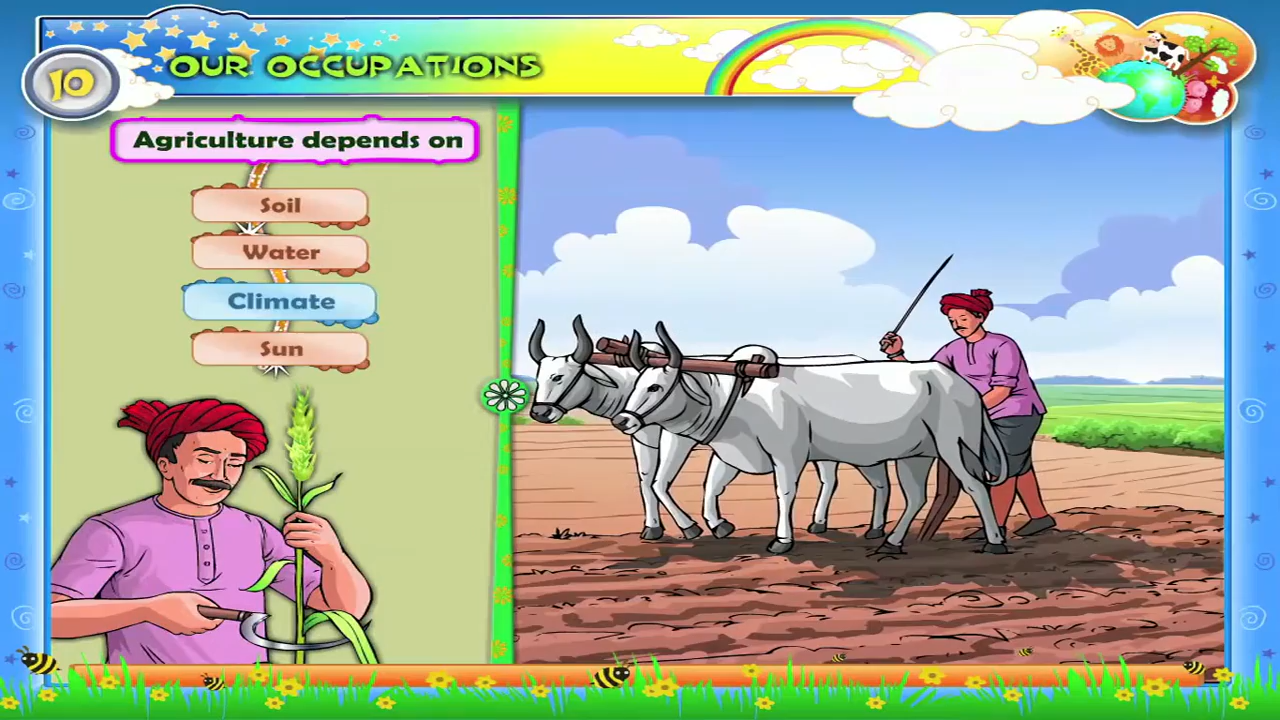 10
OUR OCCUPATIONS
Agriculture depends on
Soil
Water
Climate
Sun